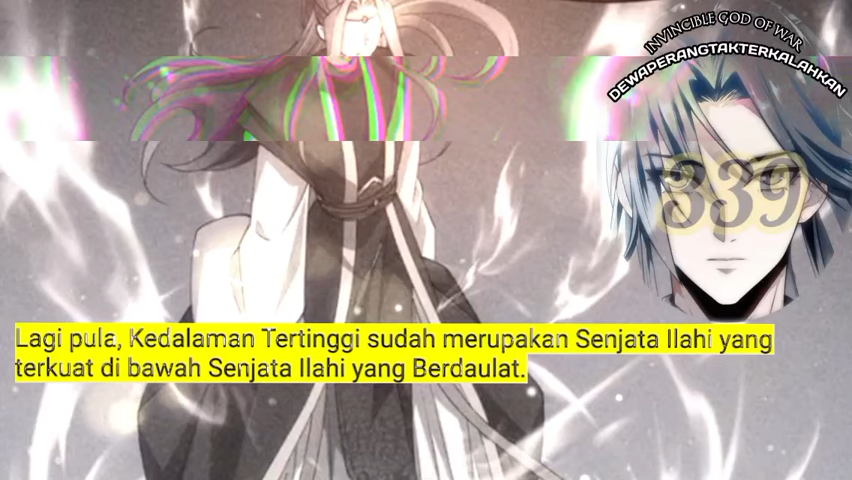 INVINCIBLE GOD OF WAR
DEWAPERANGTAKTERKALAHKAN
339
Lagi pula, Kedalaman Tertinggi sudah merupakan Senjata Ilahi yang
terkuat di bawah Senjata Ilahi yang Berdaulat.